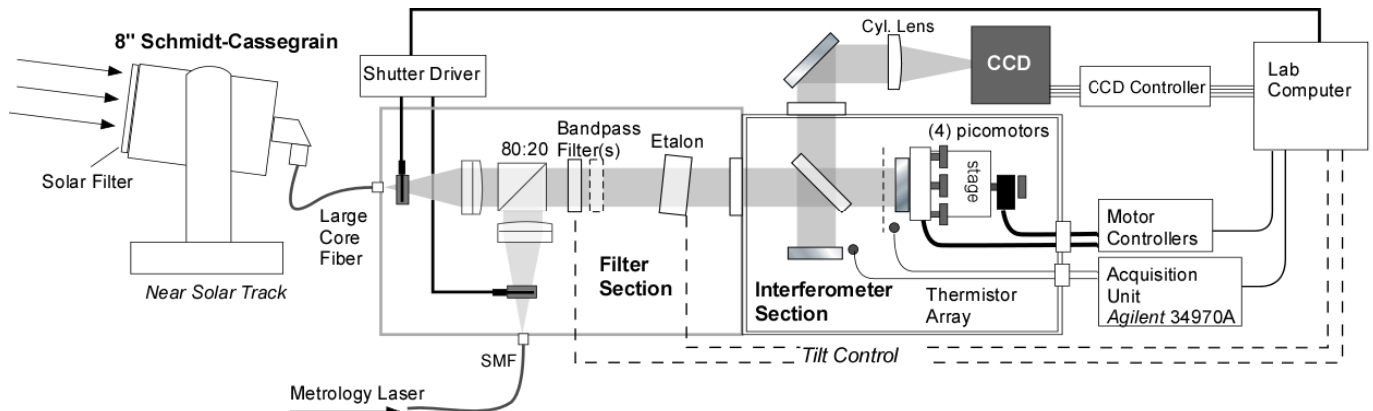 8" Schmidt-Cassegrain
Solar Filter
Near Solar Track
Large
Core
Fiber
Shutter Driver
80:20
Bandpass
Filter(s)
Etalon
Filter
Section
SMF
Metrology Laser
Cyl. Lens
CCD
CCD Controller
Lab
Computer
(4) picomotors
stage
Interferometer
Section
Thermistor
Array
Motor
Controllers
Acquisition
Unit
Agilent 34970A
Tilt Control